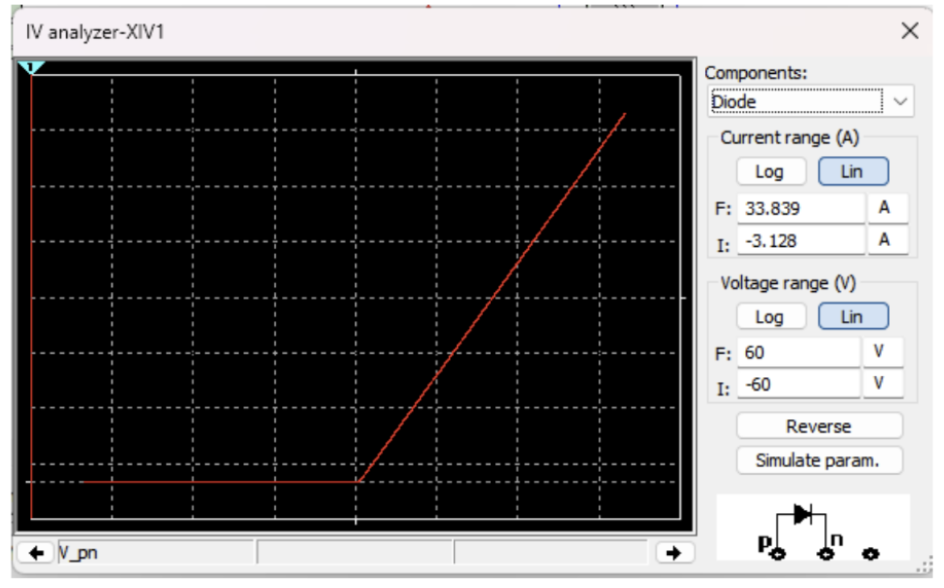 IV analyzer-XIV1
1
Components:
Diode
Current range (A)
Log Lin
F: 33.839 A
I: -3.128 A
Voltage range (V)
Log Lin
F: 60 V
I: -60 V
Reverse
Simulate param.
p n
V_pn